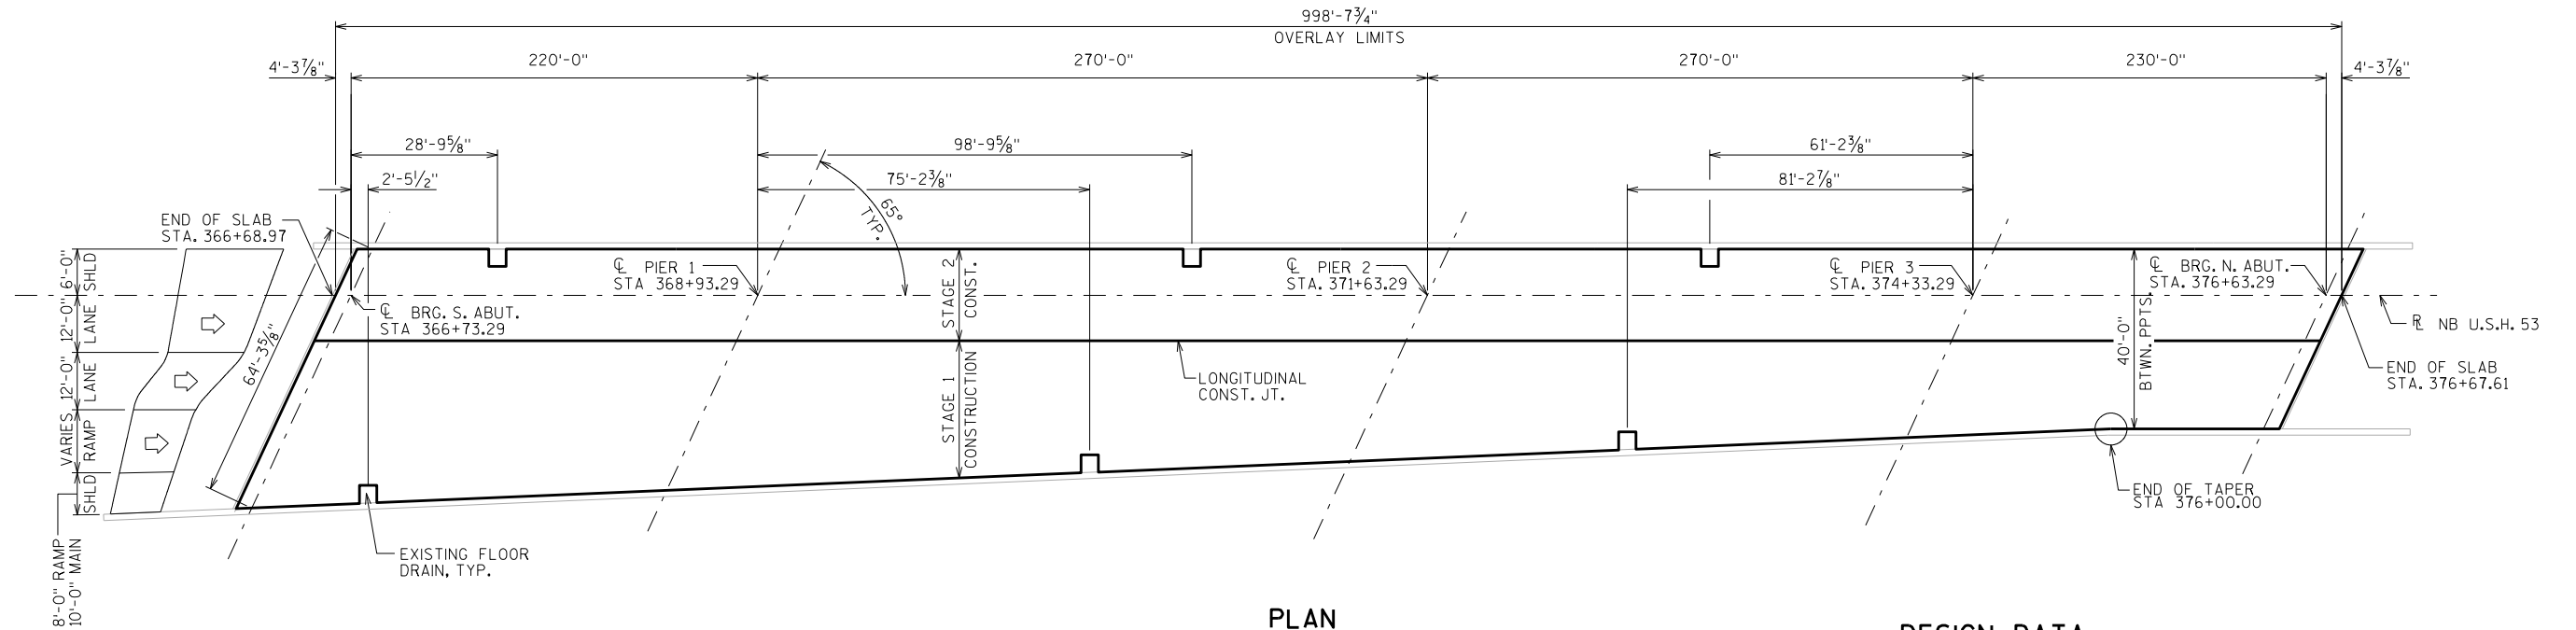 998'-7¾"
OVERLAY LIMITS
4'-3⅞"
220'-0"
270'-0"
270'-0"
230'-0"
4'-3⅞"
28'-9⅝"
98'-9⅝"
61'-2⅜"
2'-5½"
75'-2⅜"
81'-2⅞"
65°
TYP.
END OF SLAB
STA. 366+68.97
℄ PIER 1
STA 368+93.29
℄ PIER 2
STA. 371+63.29
℄ PIER 3
STA. 374+33.29
℄ BRG. N. ABUT.
STA. 376+63.29
℄ BRG. S. ABUT.
STA 366+73.29
STAGE 2
CONST.
6'-0"
SHLD
12'-0"
LANE
12'-0"
LANE
VARIES
RAMP
SHLD
8'-0" RAMP
10'-0" MAIN
64'-3⅝"
STAGE 1
CONSTRUCTION
LONGITUDINAL
CONST. JT.
40'-0"
BTWN. PPTS.
RL NB U.S.H. 53
END OF SLAB
STA. 376+67.61
END OF TAPER
STA 376+00.00
EXISTING FLOOR
DRAIN, TYP.
PLAN
DESIGN DATA